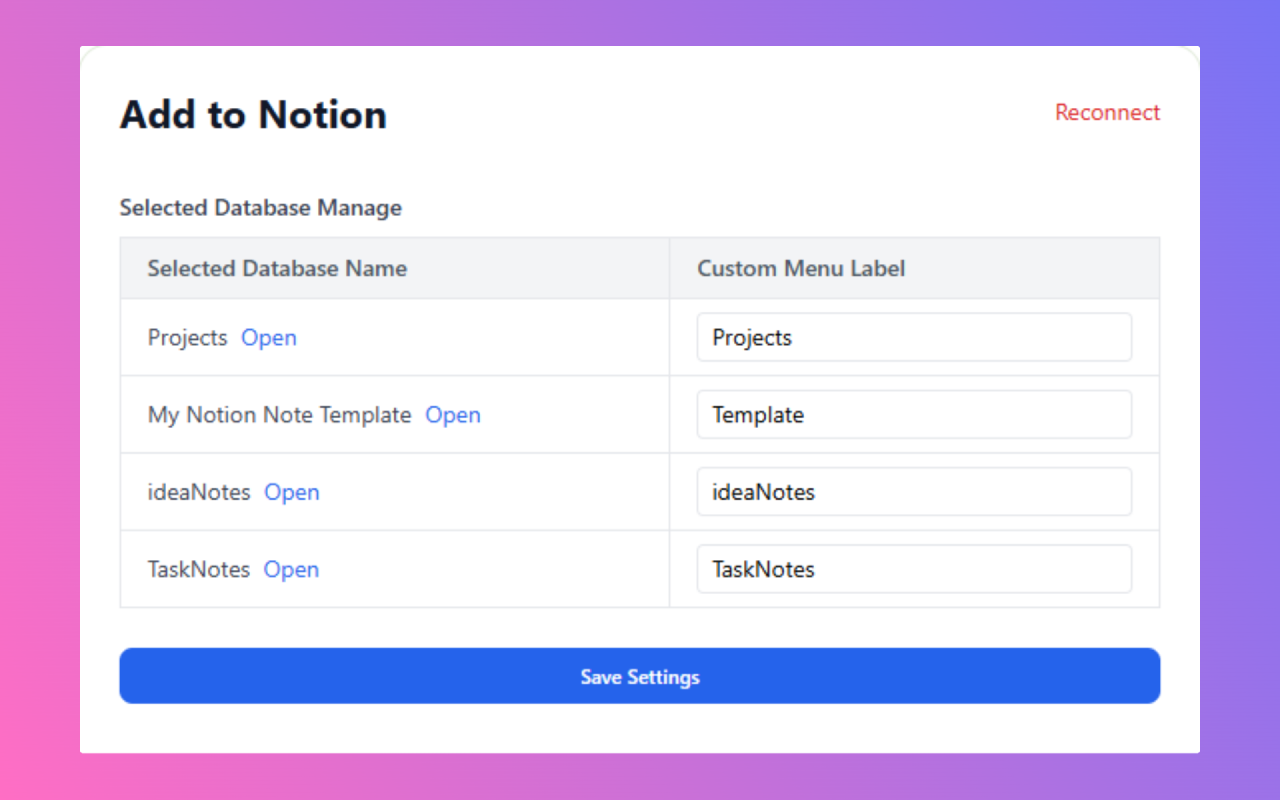 Add to Notion
Reconnect
Selected Database Manage
Selected Database Name Custom Menu Label
Projects Open Projects
My Notion Note Template Open Template
ideaNotes Open ideaNotes
TaskNotes Open TaskNotes
Save Settings